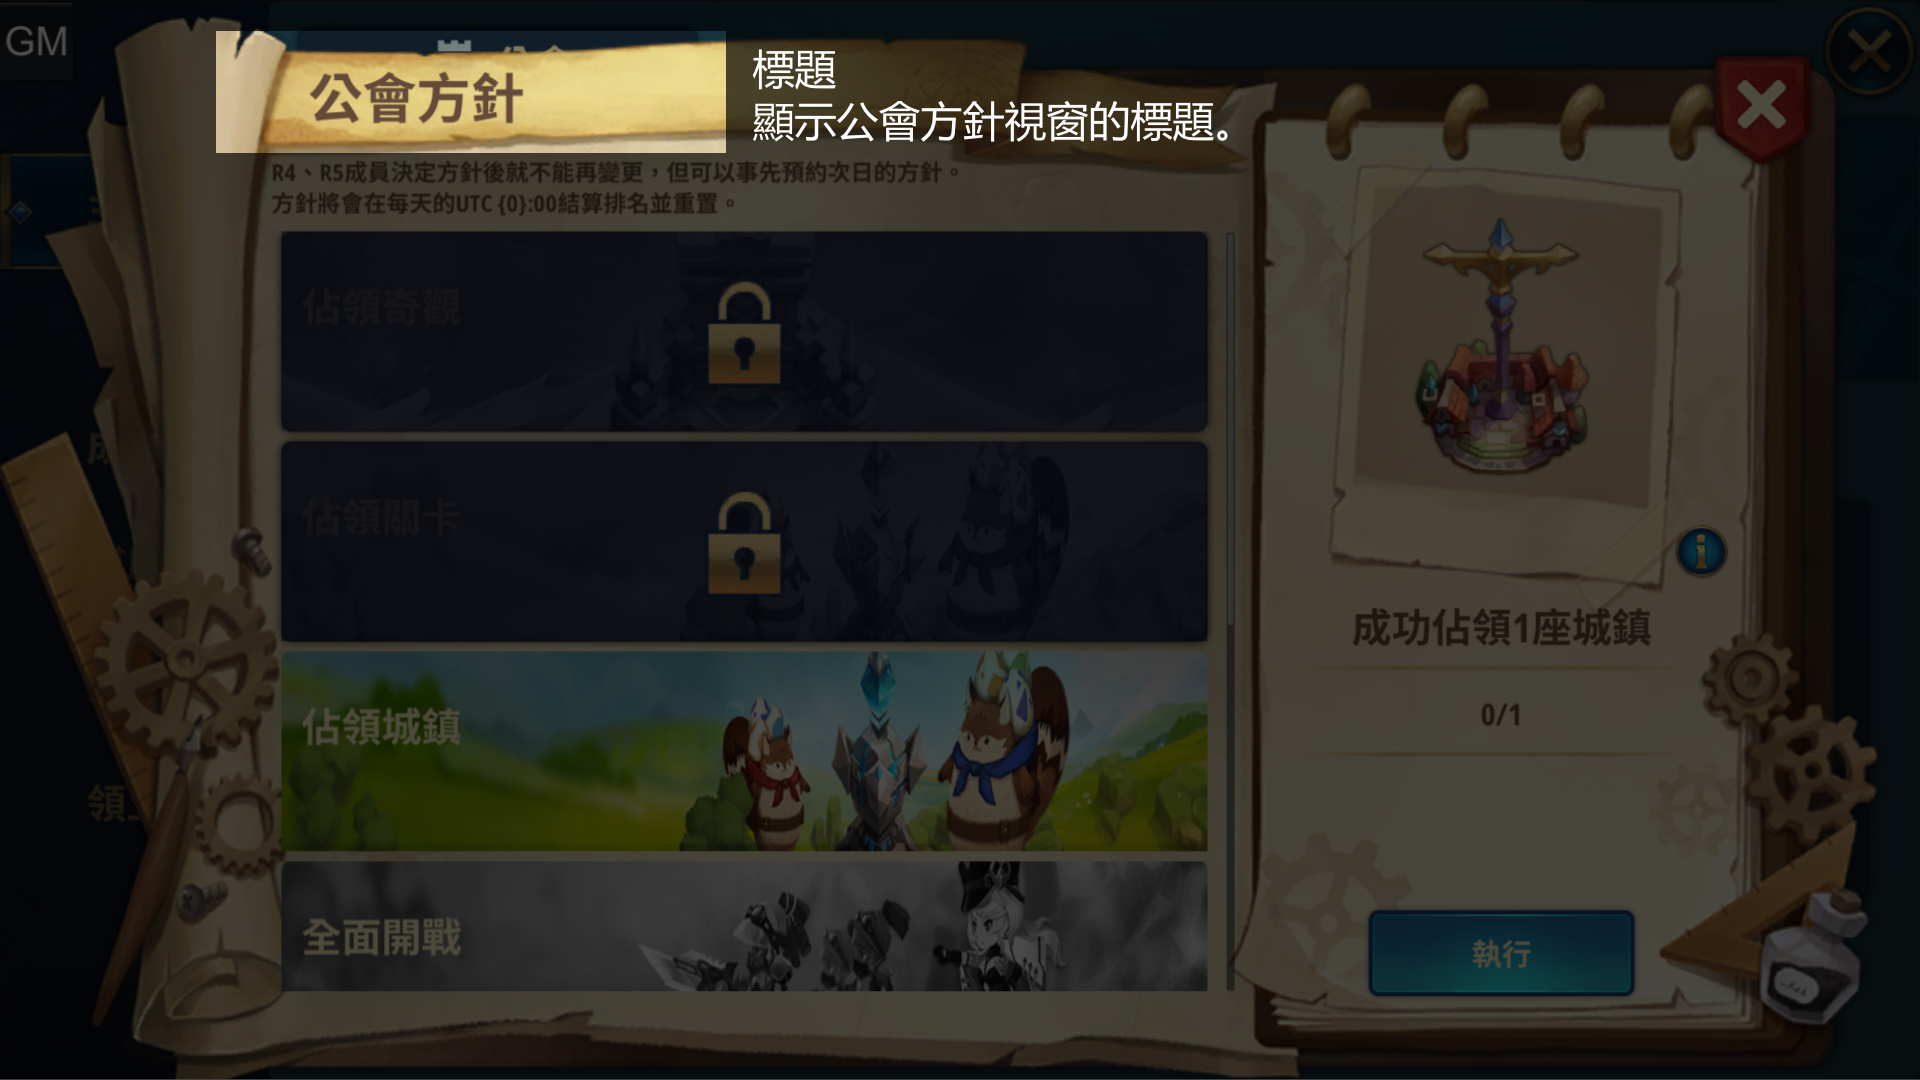 GM
公會方針
標題
顯示公會方針視窗的標題。
R4、R5成員決定方針後就不能再變更，但可以事先預約次日的方針。
方針將會在每天的UTC {0}:00結算排名並重置。
佔領奇觀
佔領關卡
佔領城鎮
全面開戰
成功佔領1座城鎮
0/1
執行